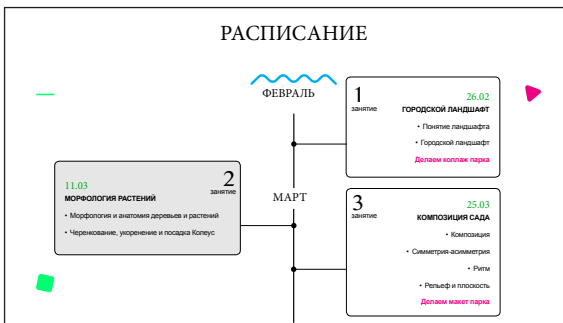 РАСПИСАНИЕ
ФЕВРАЛЬ
1
занятие
26.02
ГОРОДСКОЙ ЛАНДШАФТ
• Понятие ландшафта
• Городской ландшафт
Делаем коллаж парка
2
занятие
11.03
МОРФОЛОГИЯ РАСТЕНИЙ
• Морфология и анатомия деревьев и растений
• Черенкование, укоренение и посадка Колеус
МАРТ
3
занятие
25.03
КОМПОЗИЦИЯ САДА
• Композиция
• Симметрия-асимметрия
• Ритм
• Рельеф и плоскость
Делаем макет парка